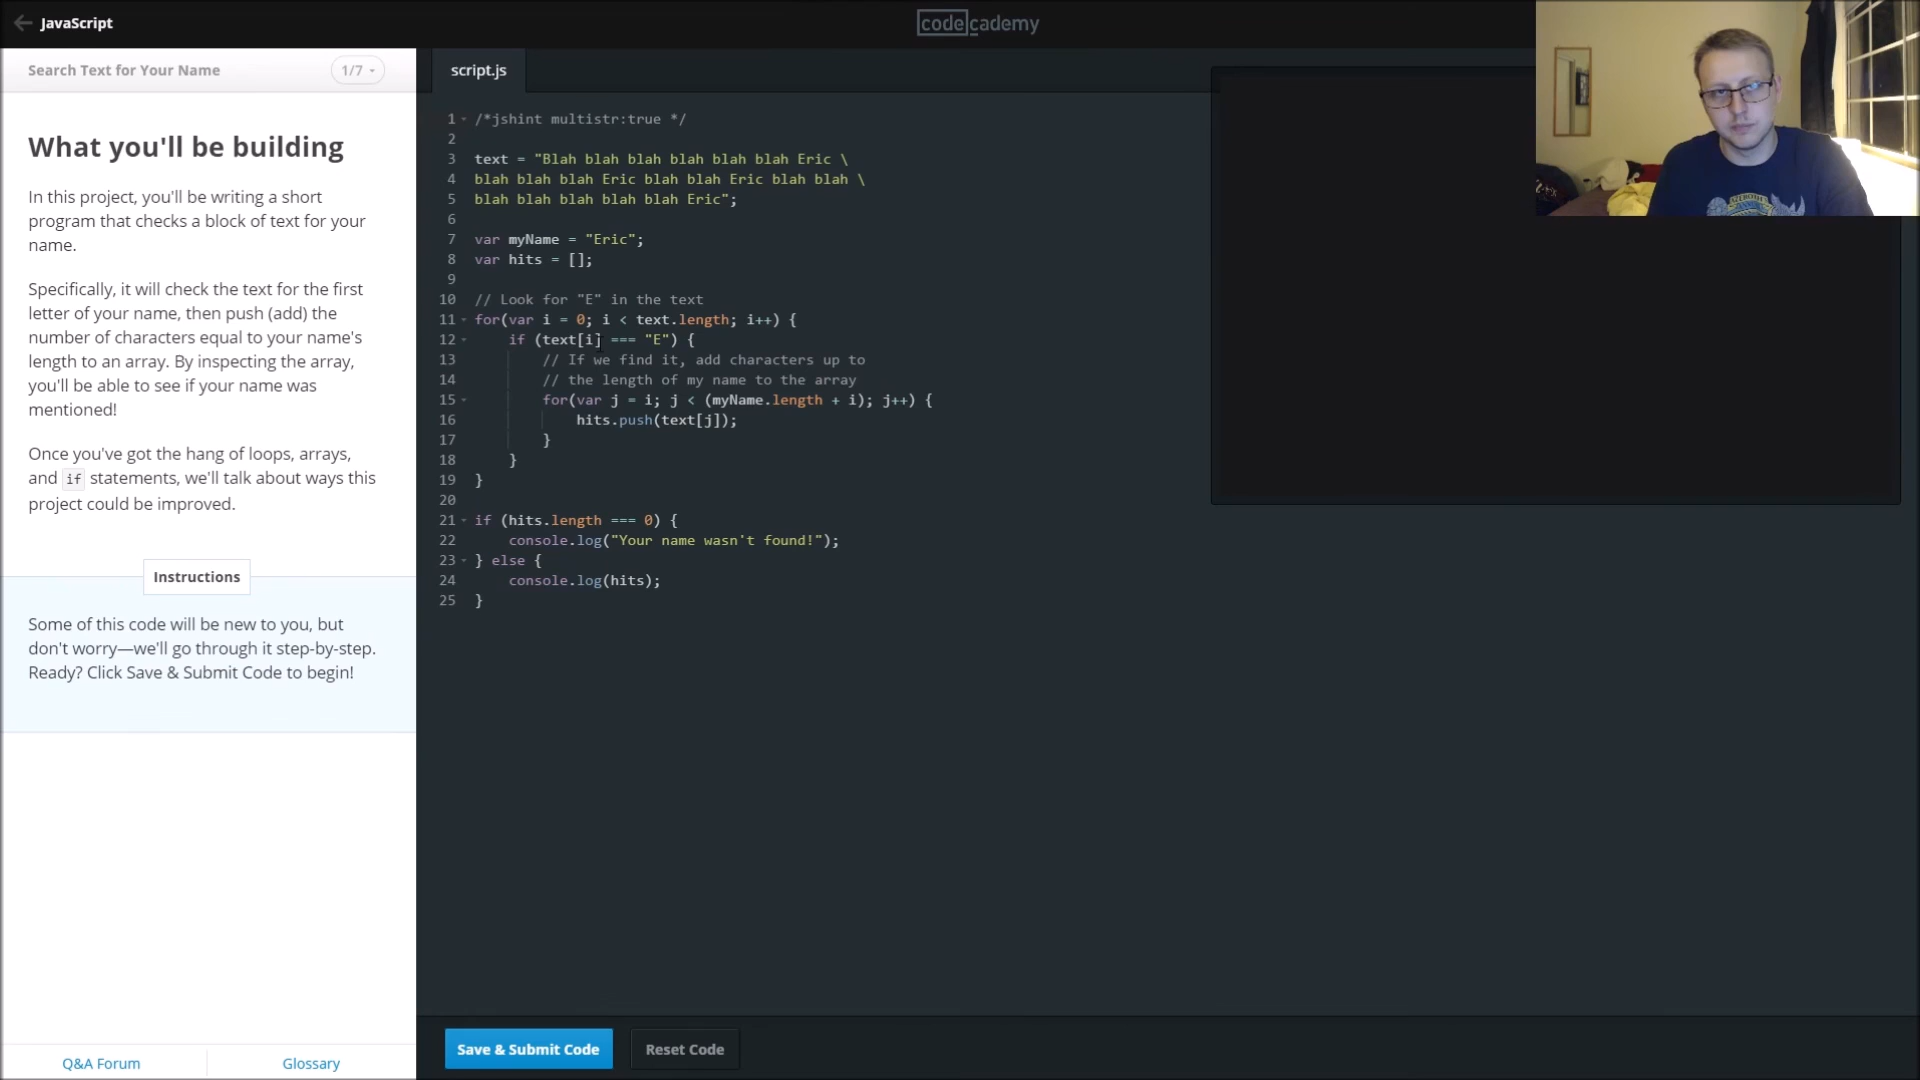 JavaScript
codecademy
Search Text for Your Name
1/7
What you'll be building
In this project, you'll be writing a short
program that checks a block of text for your
name.
Specifically, it will check the text for the first
letter of your name, then push (add) the
number of characters equal to your name's
length to an array. By inspecting the array,
you'll be able to see if your name was
mentioned!
Once you've got the hang of loops, arrays,
and if statements, we'll talk about ways this
project could be improved.
Instructions
Some of this code will be new to you, but
don't worry—we'll go through it step-by-step.
Ready? Click Save & Submit Code to begin!
Q&A Forum
Glossary
script.js
1 /*jshint multistr:true */
2
3 text = "Blah blah blah blah blah blah Eric \
4 blah blah blah Eric blah blah Eric blah blah \
5 blah blah blah blah blah Eric";
6
7 var myName = "Eric";
8 var hits = [];
9
10 // Look for "E" in the text
11 for(var i = 0; i < text.length; i++) {
12     if (text[i] === "E") {
13         // If we find it, add characters up to
14         // the length of my name to the array
15         for(var j = i; j < (myName.length + i); j++) {
16             hits.push(text[j]);
17         }
18     }
19 }
20
21 if (hits.length === 0) {
22     console.log("Your name wasn't found!");
23 } else {
24     console.log(hits);
25 }
Save & Submit Code
Reset Code